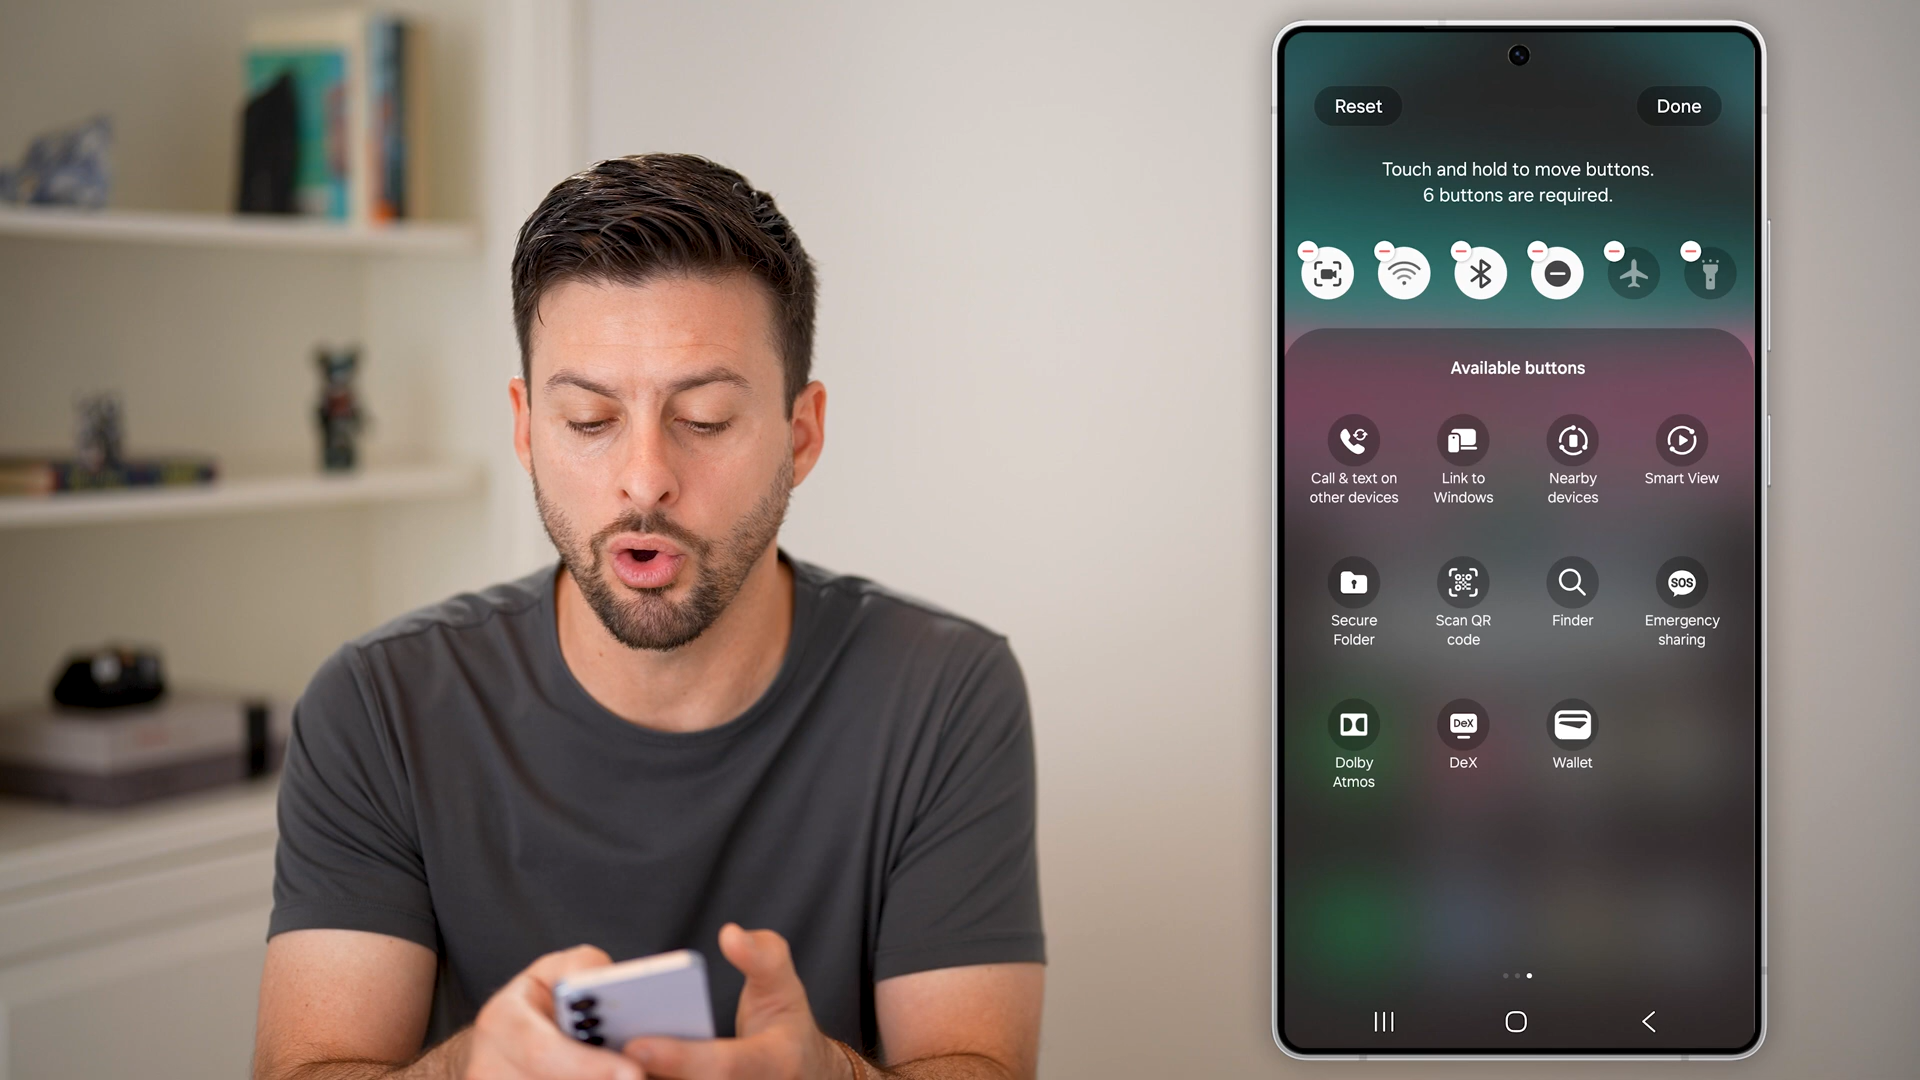 Reset
Done
Touch and hold to move buttons.
6 buttons are required.
Available buttons
Call & text on
other devices
Link to
Windows
Nearby
devices
Smart View
Secure
Folder
Scan QR
code
Finder
SOS
Emergency
sharing
Dolby
Atmos
DeX
DeX
Wallet